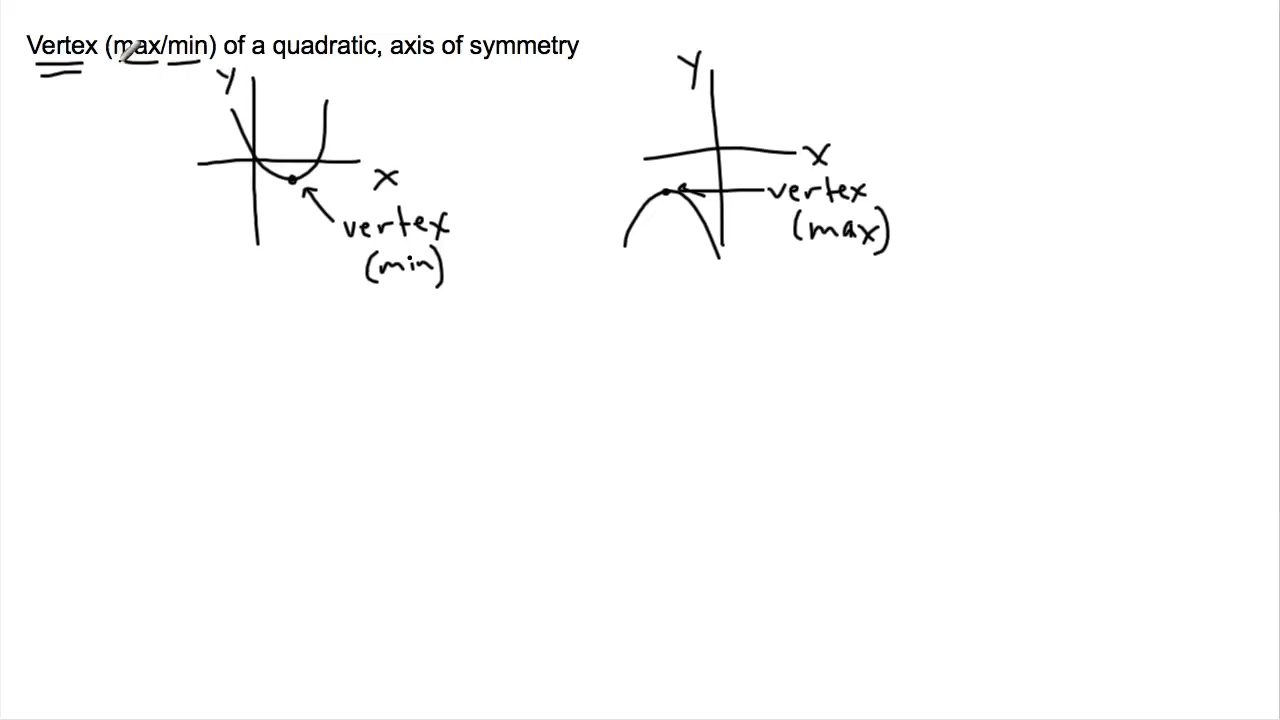 Vertex (max/min) of a quadratic, axis of symmetry
y
x
vertex
(min)
y
x
vertex
(max)